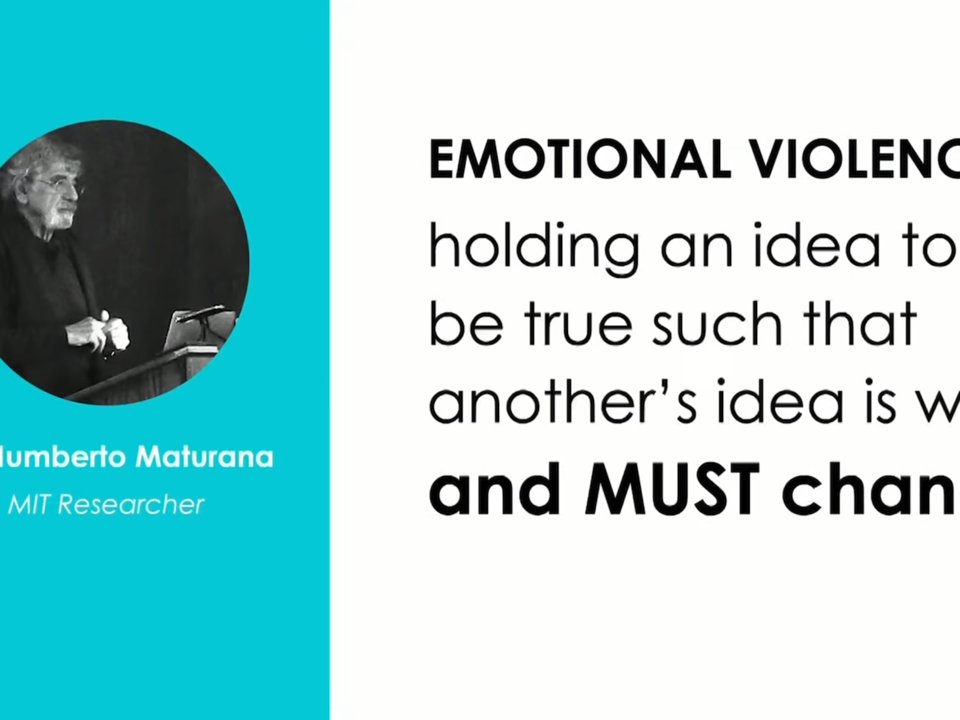 Humberto Maturana
MIT Researcher
EMOTIONAL VIOLENC
holding an idea to
be true such that
another’s idea is w
and MUST chan